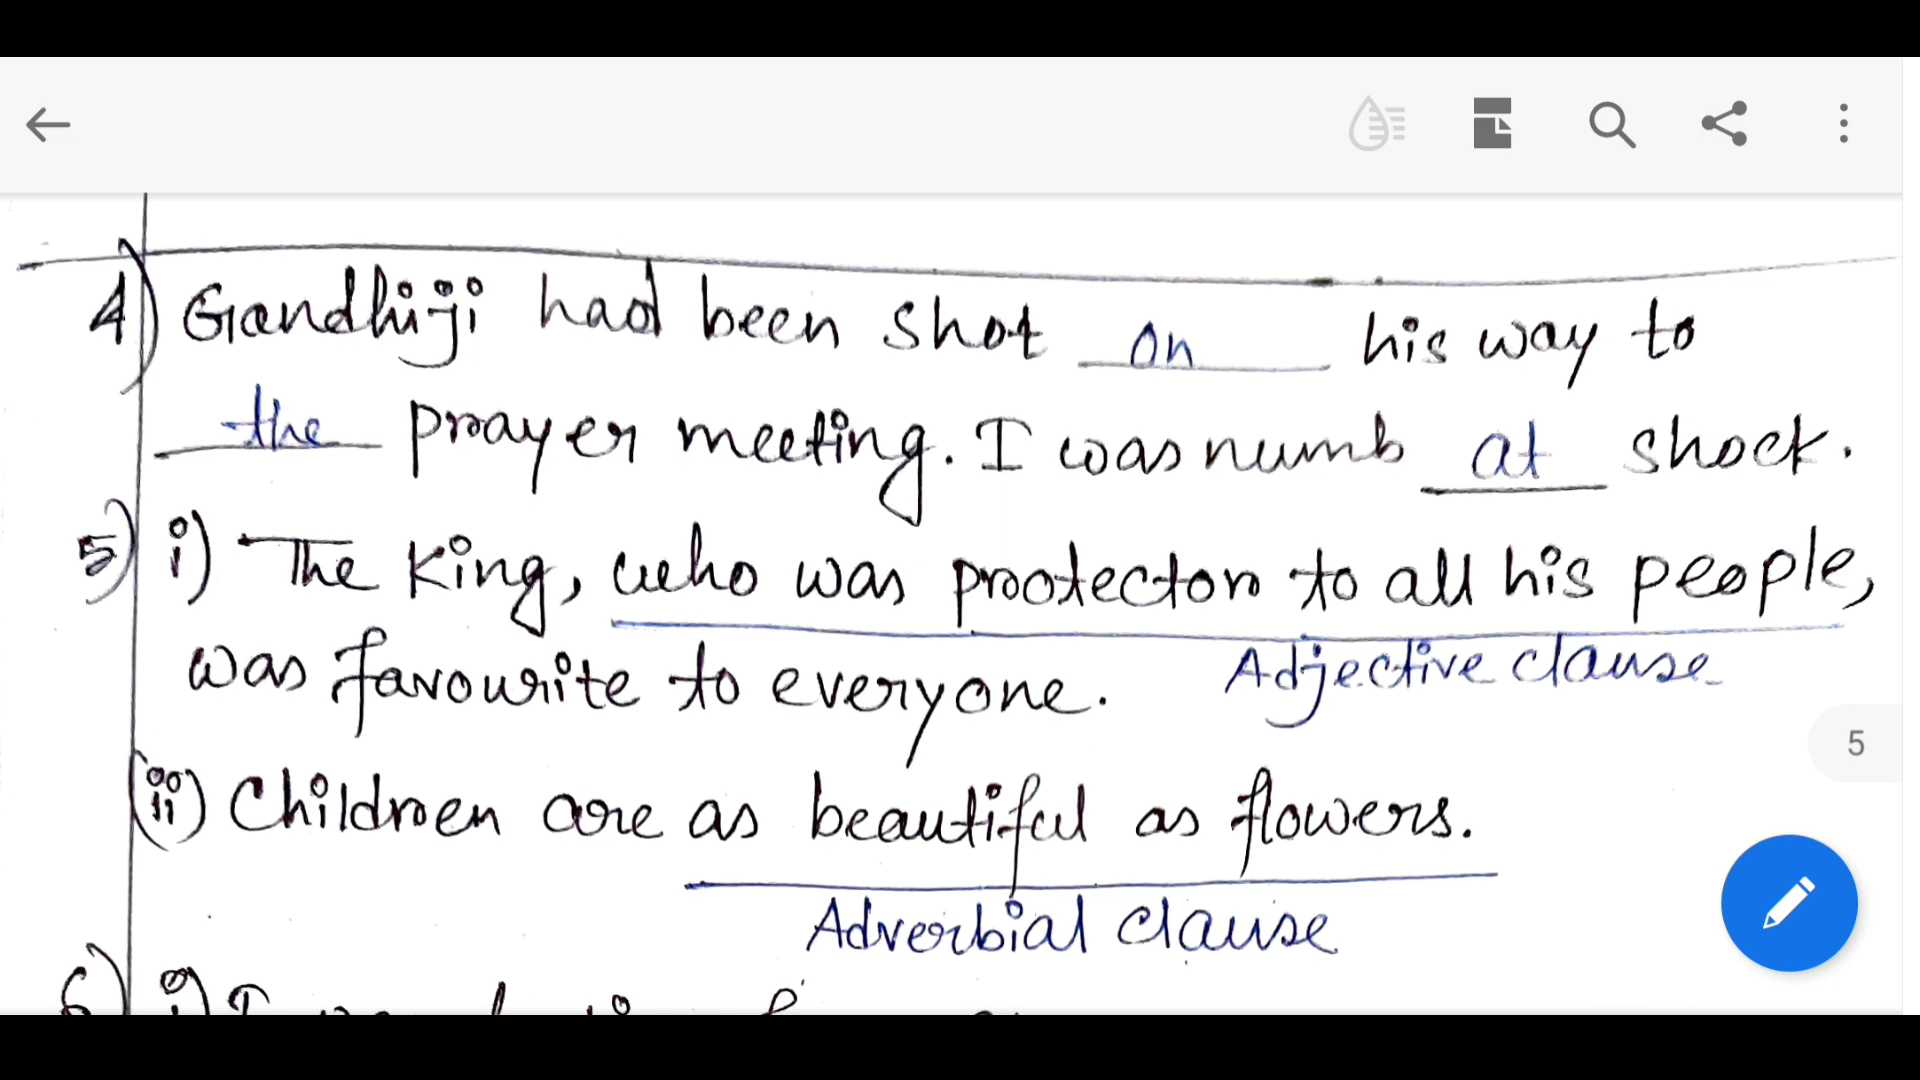 4) Gandhiji had been shot on his way to
the prayer meeting. I was numb at shock.
5) i) The King, who was protector to all his people,
was favourite to everyone. Adjective clause
(ii) Children are as beautiful as flowers.
Adverbial clause
5
6) i)